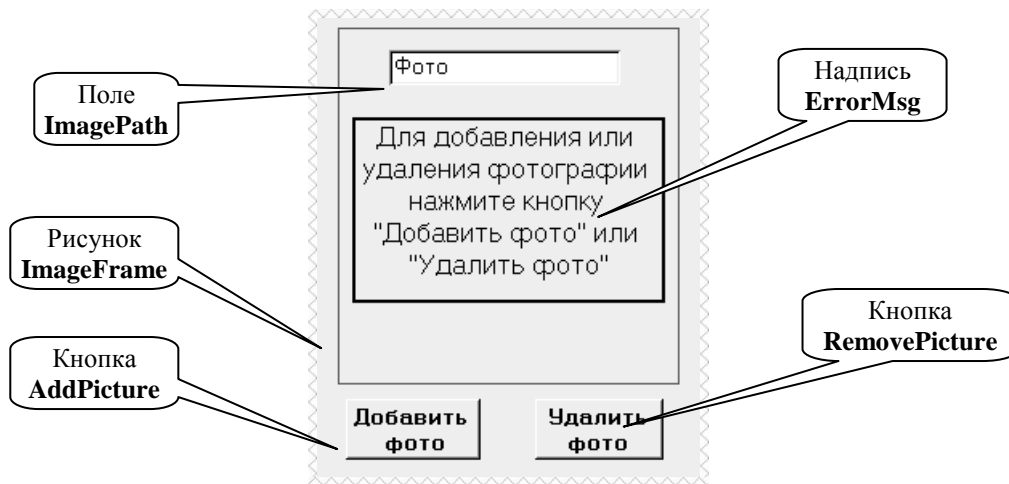 Фото
Надпись
ErrorMsg
Поле
ImagePath
Для добавления или
удаления фотографии
нажмите кнопку
"Добавить фото" или
"Удалить фото"
Рисунок
ImageFrame
Кнопка
RemovePicture
Кнопка
AddPicture
Добавить
фото
Удалить
фото